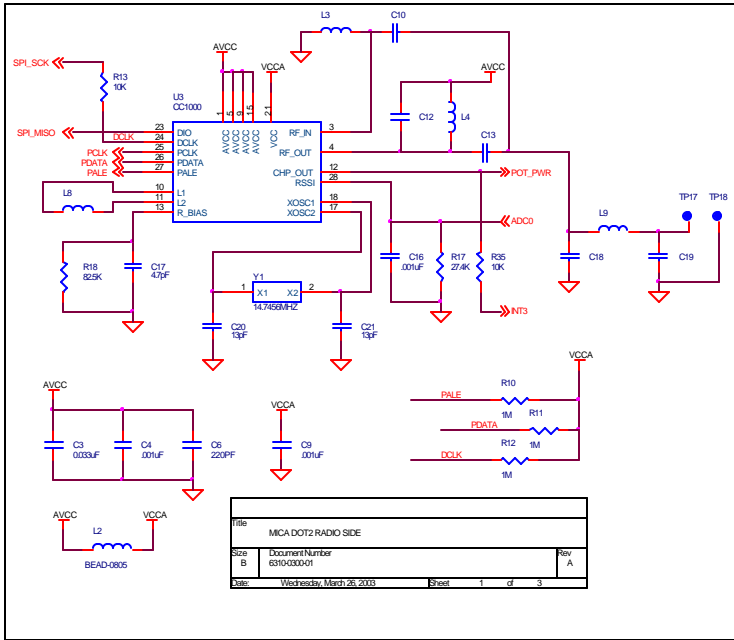 L3
C10
AVCC
VCCA
AVCC
SPI_SCK
R13
10K
U3
CC1000
1
5
9
15
21
AVCC
AVCC
AVCC
AVCC
VCC
C12
L4
C13
SPI_MISO
DCLK
PCLK
PDATA
PALE
23
24
25
26
27
10
11
13
DIO
DCLK
PCLK
PDATA
PALE
L1
L2
R_BIAS
RF_IN
RF_OUT
CHP_OUT
RSSI
XOSC1
XOSC2
3
4
12
28
18
17
POT_PWR
ADC0
INT3
L8
R18
82.5K
C17
4.7pF
C16
.001uF
R17
27.4K
R35
10K
L9
TP17
TP18
C18
C19
Y1
1
X1
X2
2
14.7456MHZ
C20
13pF
C21
13pF
AVCC
C3
0.033uF
C4
.001uF
C6
220PF
VCCA
C9
.001uF
VCCA
PALE
R10
1M
PDATA
R11
1M
DCLK
R12
1M
AVCC
L2
VCCA
BEAD-0805
Title
MICA DOT2 RADIO SIDE
Size
B
Document Number
6310-0300-01
Rev
A
Date:
Wednesday, March 26, 2003
Sheet
1
of
3